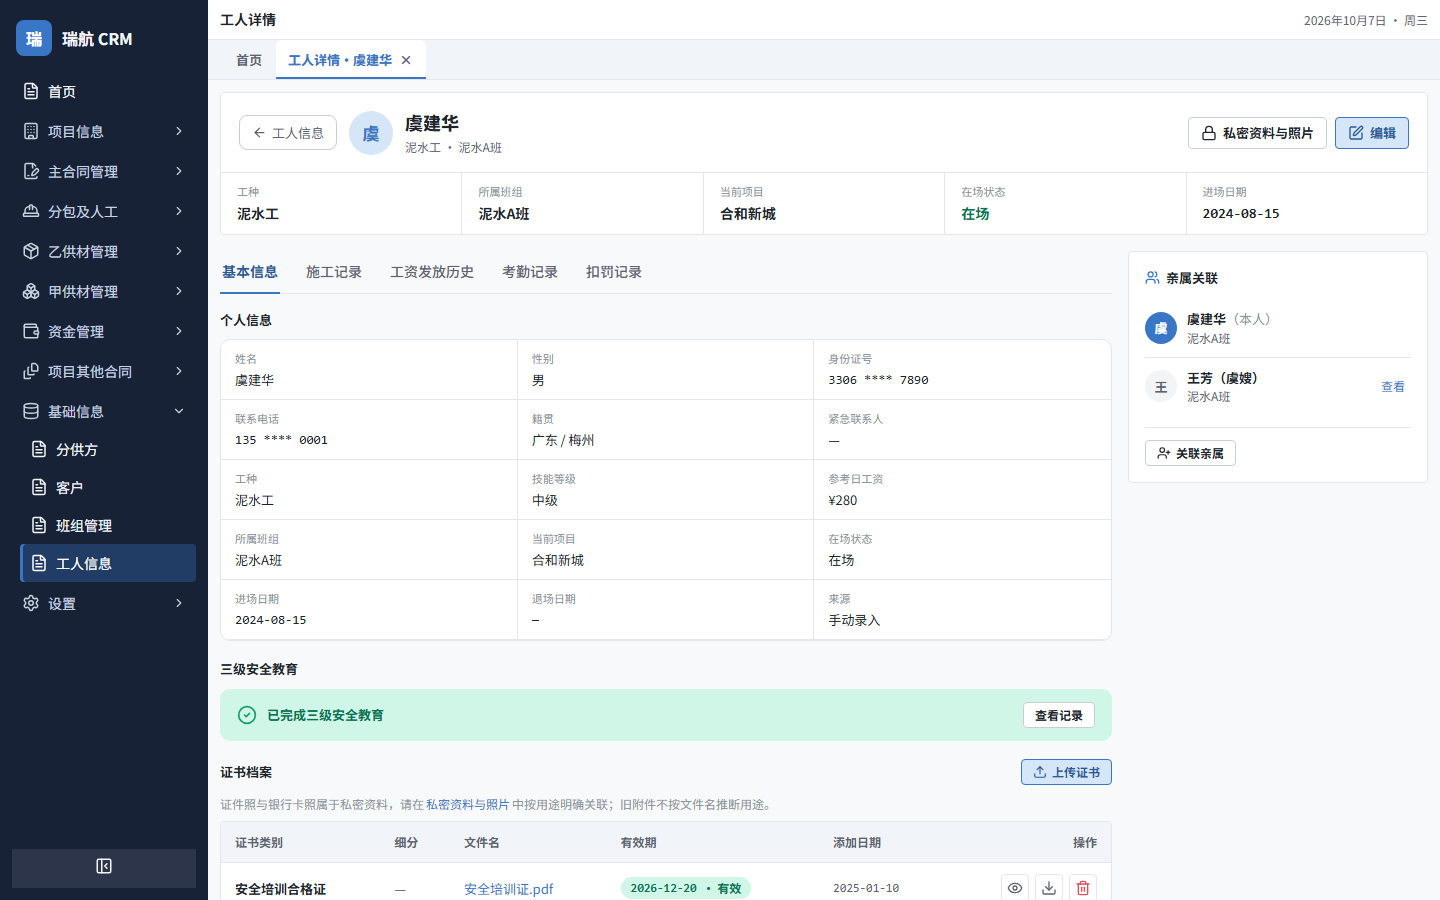 瑞 瑞航 CRM
首页
项目信息
主合同管理
分包及人工
乙供材管理
甲供材管理
资金管理
项目其他合同
基础信息
分供方
客户
班组管理
工人信息
设置
工人详情
2026年10月7日 · 周三
首页 工人详情 · 虞建华
工人信息
虞
虞建华
泥水工 · 泥水A班
私密资料与照片 编辑
工种 所属班组 当前项目 在场状态 进场日期
泥水工 泥水A班 合和新城 在场 2024-08-15
基本信息 施工记录 工资发放历史 考勤记录 扣罚记录
个人信息
姓名 性别 身份证号
虞建华 男 3306 **** 7890
联系电话 籍贯 紧急联系人
135 **** 0001 广东 / 梅州 —
工种 技能等级 参考日工资
泥水工 中级 ¥280
所属班组 当前项目 在场状态
泥水A班 合和新城 在场
进场日期 退场日期 来源
2024-08-15 — 手动录入
三级安全教育
已完成三级安全教育 查看记录
证书档案 上传证书
证件照与银行卡照属于私密资料，请在 私密资料与照片 中按用途明确关联；旧附件不按文件名推断用途。
证书类别 细分 文件名 有效期 添加日期 操作
安全培训合格证 — 安全培训证.pdf 2026-12-20 · 有效 2025-01-10
亲属关联
虞 虞建华（本人）
泥水A班
王 王芳（虞嫂） 查看
泥水A班
关联亲属